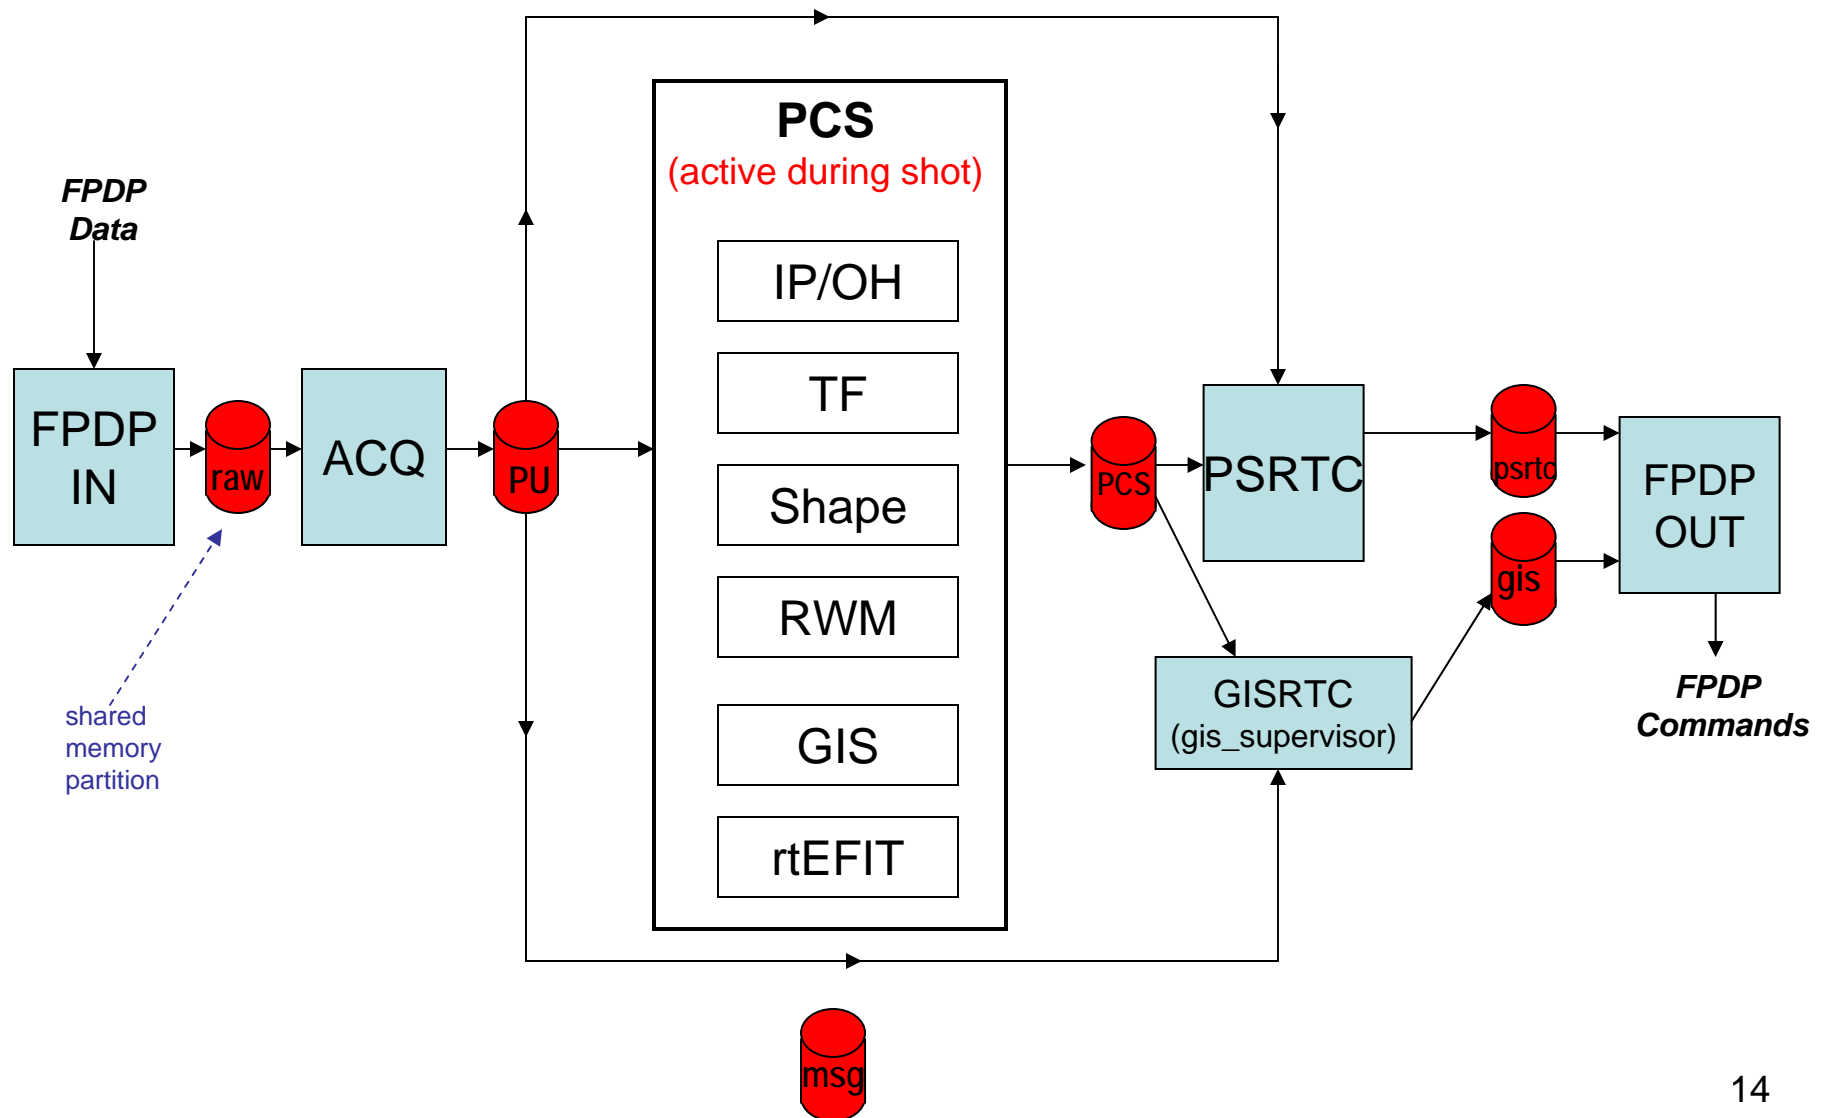 PCS
(active during shot)
FPDP
Data
IP/OH
TF
Shape
RWM
GIS
rtEFIT
FPDP
IN
raw
ACQ
PU
PCS
PSRTC
psrtc
gis
FPDP
OUT
GISRTC
(gis_supervisor)
FPDP
Commands
shared
memory
partition
msg
14